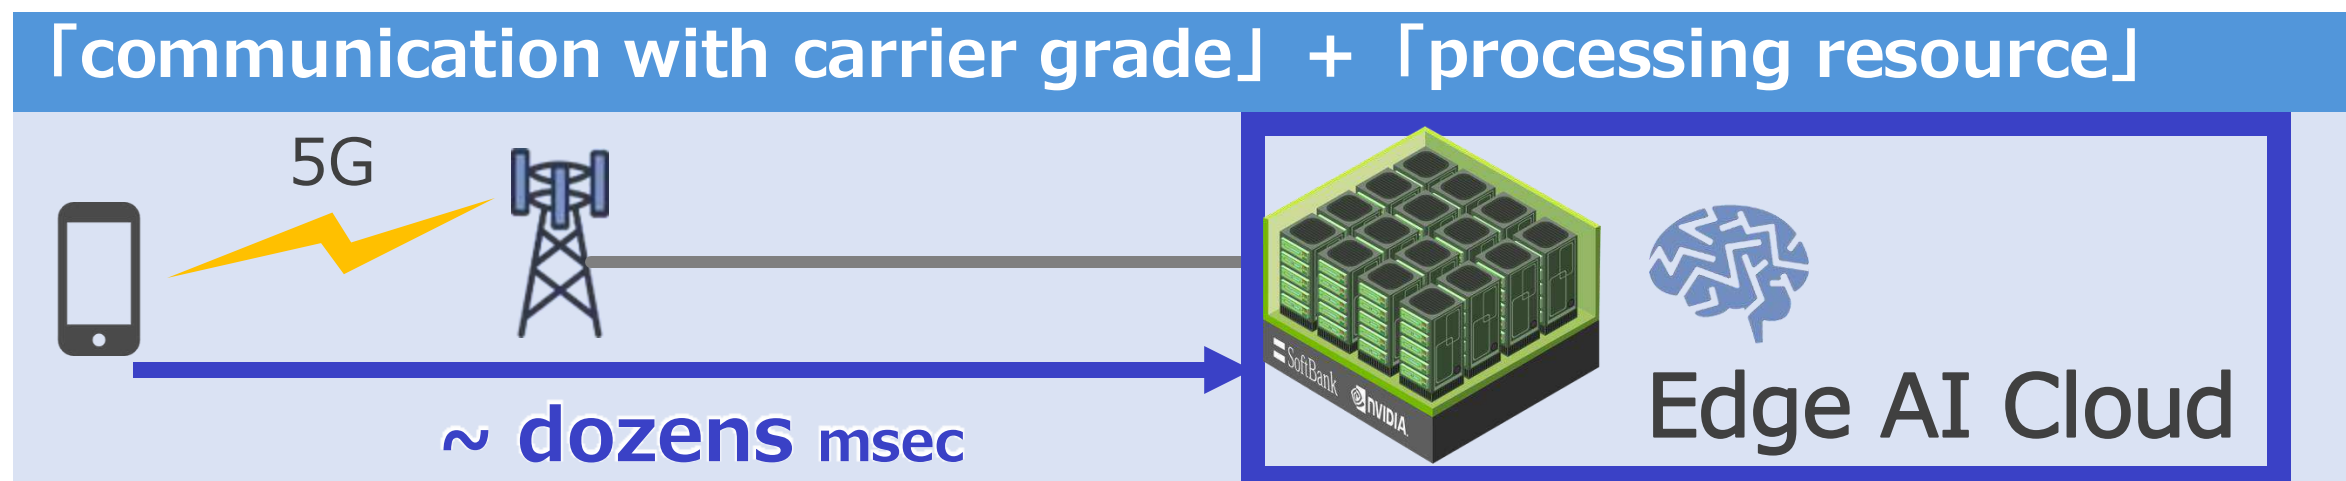 「communication with carrier grade」+「processing resource」
5G
~ dozens msec
SoftBank
NVIDIA
Edge AI Cloud